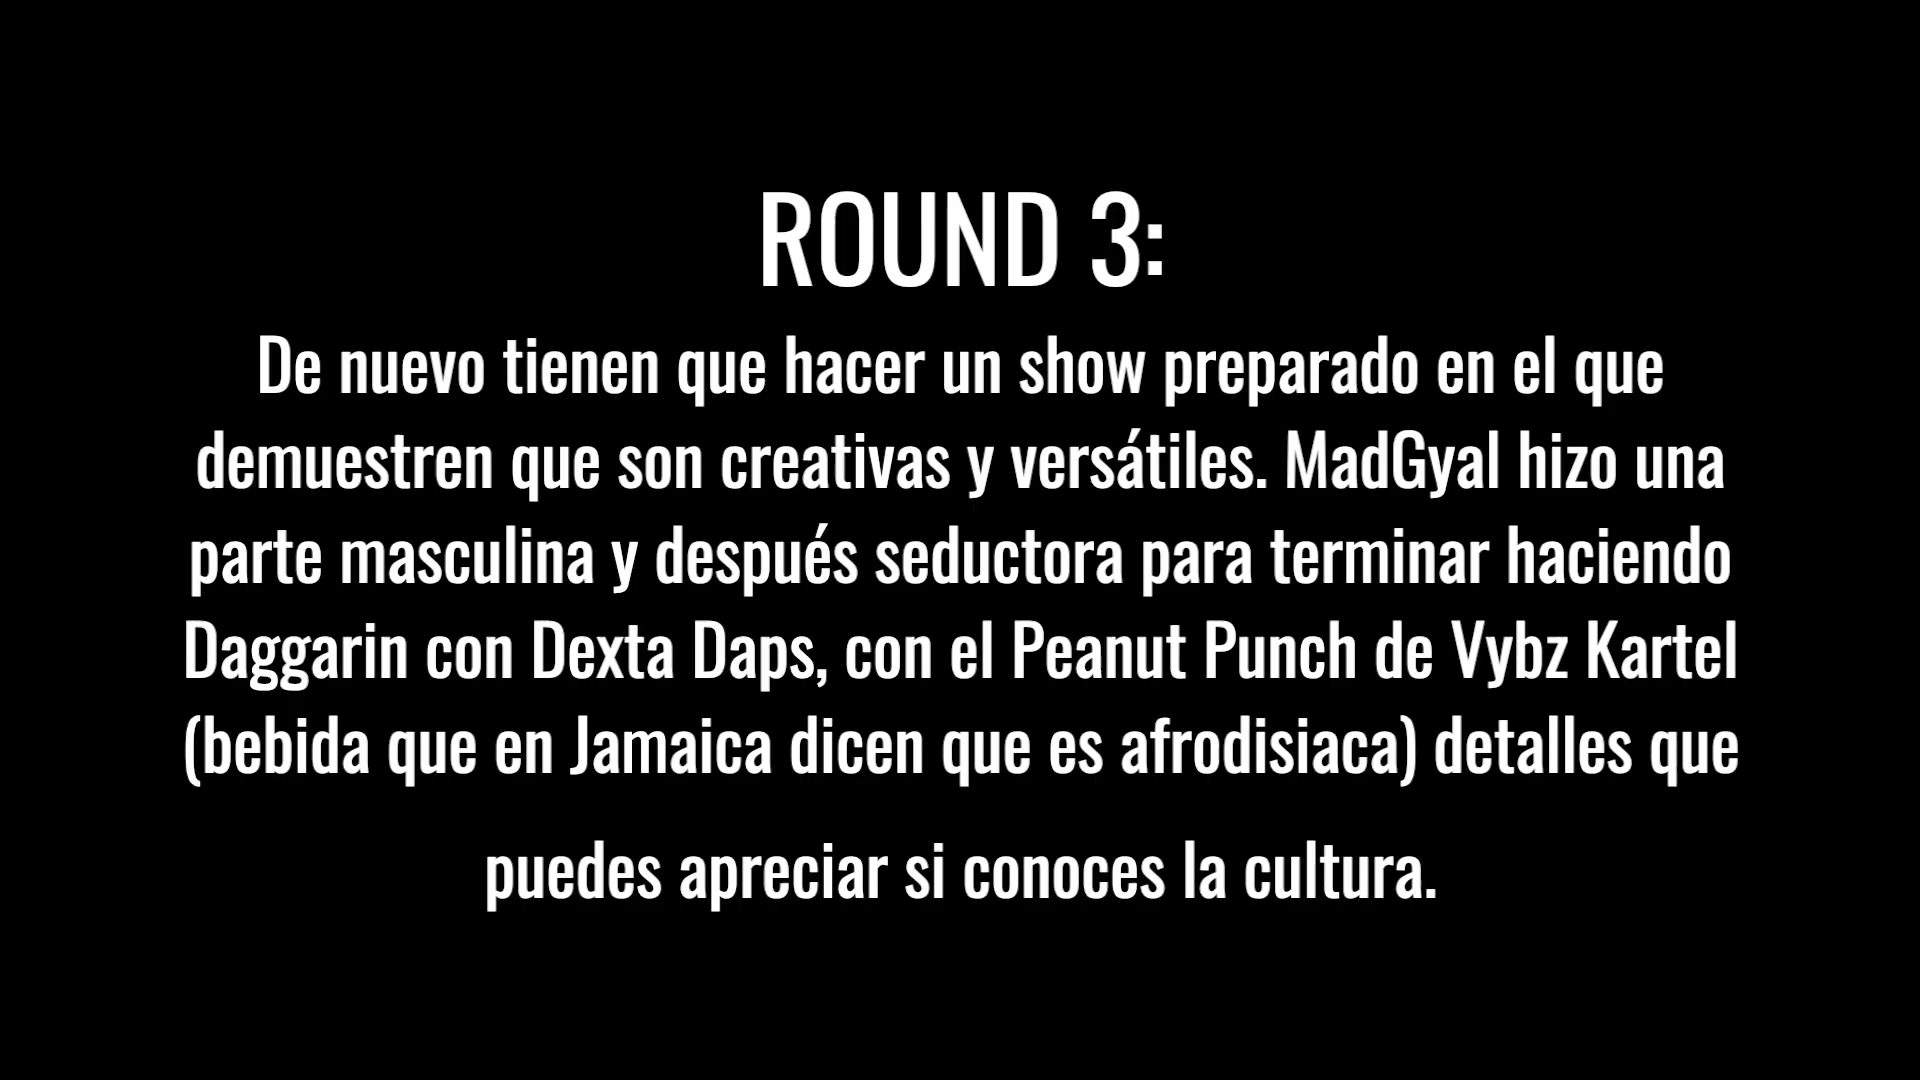 ROUND 3:
De nuevo tienen que hacer un show preparado en el que
demuestren que son creativas y versátiles. MadGyal hizo una
parte masculina y después seductora para terminar haciendo
Daggarin con Dexta Daps, con el Peanut Punch de Vybz Kartel
(bebida que en Jamaica dicen que es afrodisiaca) detalles que
puedes apreciar si conoces la cultura.